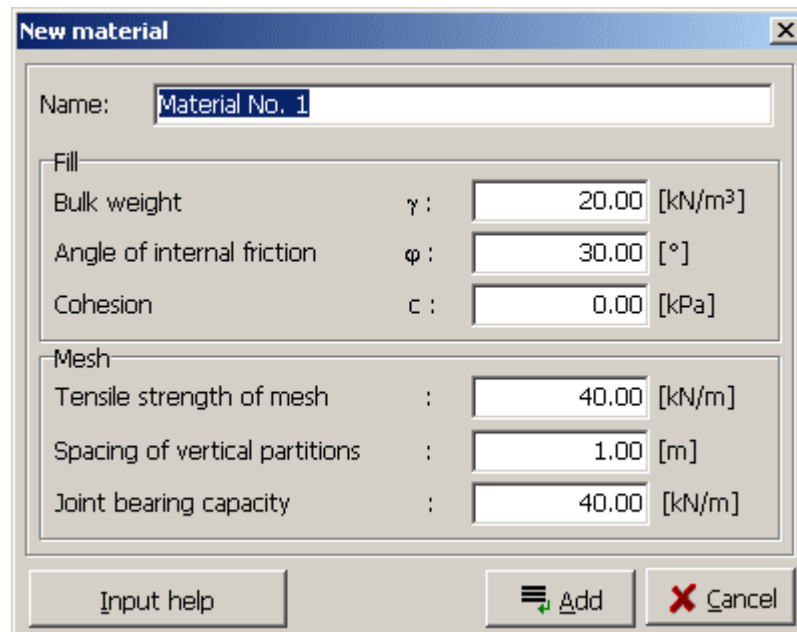 New material
Name: Material No. 1
Fill
Bulk weight γ : 20.00 [kN/m³]
Angle of internal friction φ : 30.00 [°]
Cohesion c : 0.00 [kPa]
Mesh
Tensile strength of mesh : 40.00 [kN/m]
Spacing of vertical partitions : 1.00 [m]
Joint bearing capacity : 40.00 [kN/m]
Input help Add Cancel